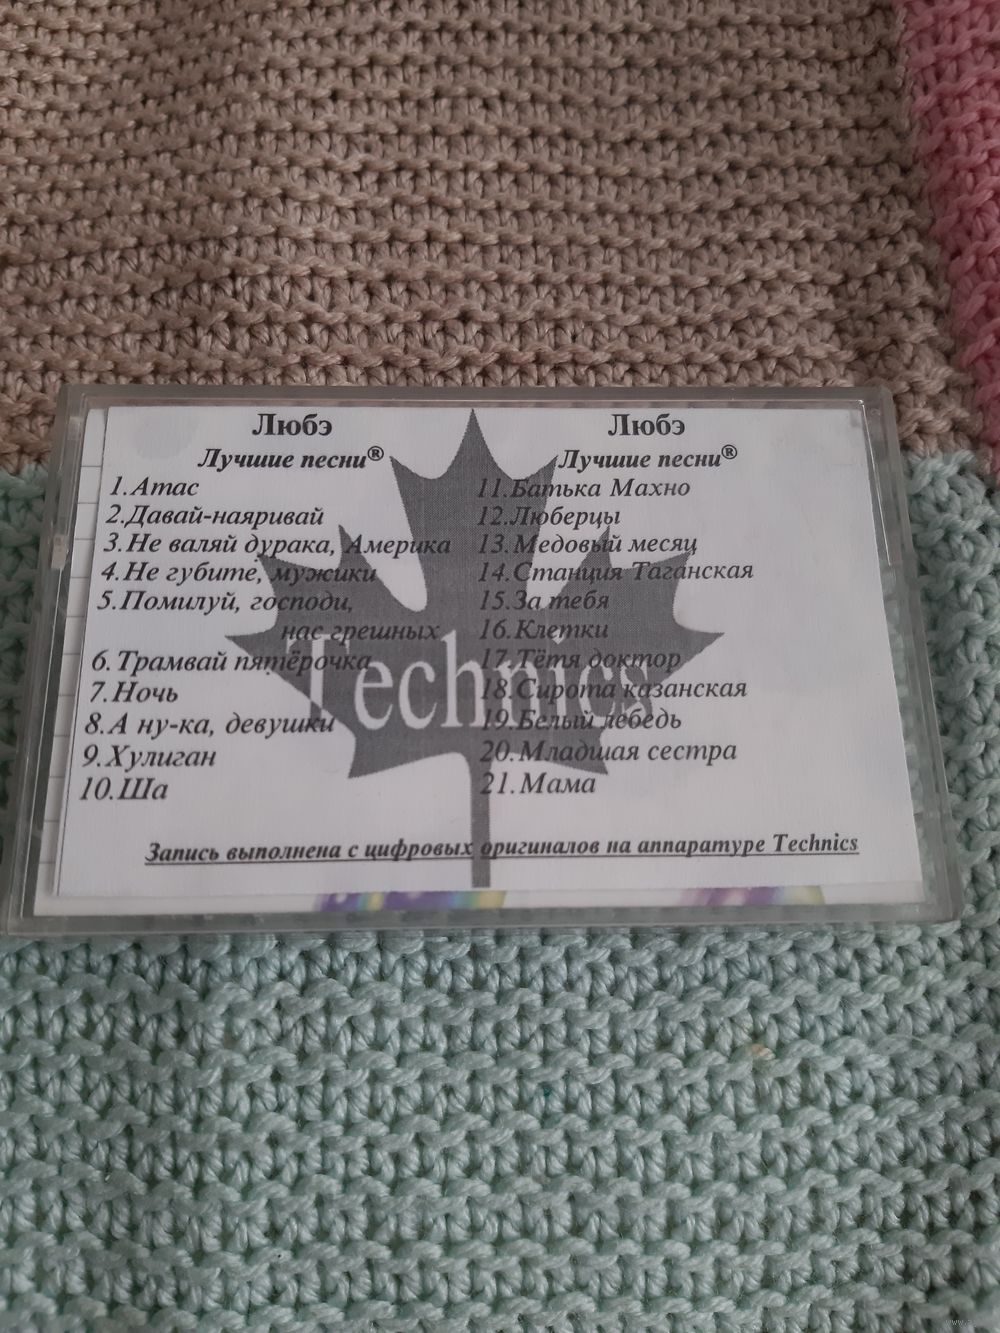 Любэ
Лучшие песни®
1.Атас
2.Давай-наяривай
3.Не валяй дурака, Америка
4.Не губите, мужики
5.Помилуй, господи,
нас грешных
6.Трамвай пятёрочка
7.Ночь
8.А ну-ка, девушки
9.Хулиган
10.Ша
Любэ
Лучшие песни®
11.Батька Махно
12.Люберцы
13.Медовый месяц
14.Станция Таганская
15.За тебя
16.Клетки
17.Тётя доктор
18.Сирота казанская
19.Белый лебедь
20.Младшая сестра
21.Мама
Technics
Запись выполнена с цифровых оригиналов на аппаратуре Technics